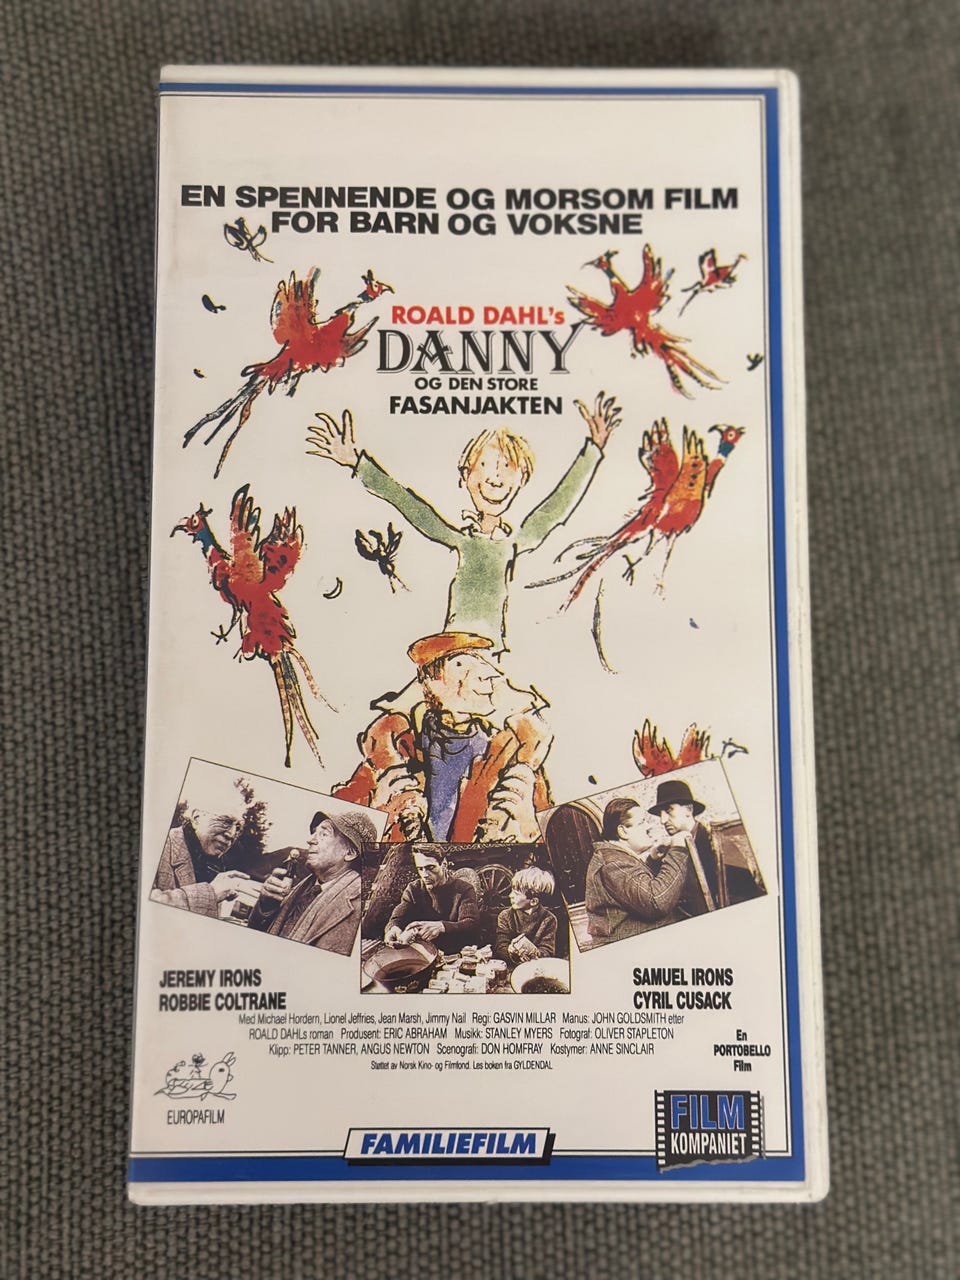 EN SPENNENDE OG MORSOM FILM
FOR BARN OG VOKSNE
ROALD DAHL's
DANNY
OG DEN STORE
FASANJAKTEN
JEREMY IRONS
ROBBIE COLTRANE
SAMUEL IRONS
CYRIL CUSACK
Med Michael Hordern, Lionel Jeffries, Jean Marsh, Jimmy Nail Regi: GASVIN MILLAR Manus: JOHN GOLDSMITH etter
ROALD DAHLs roman Produsent: ERIC ABRAHAM Musikk: STANLEY MYERS Fotograf: OLIVER STAPLETON
Klipp: PETER TANNER, ANGUS NEWTON Scenografi: DON HOMFRAY Kostymer: ANNE SINCLAIR
Støttet av Norsk Kino- og Filmfond. Les boken fra GYLDENDAL
En
PORTOBELLO
Film
EUROPAFILM
FAMILIEFILM
FILM
KOMPANIET